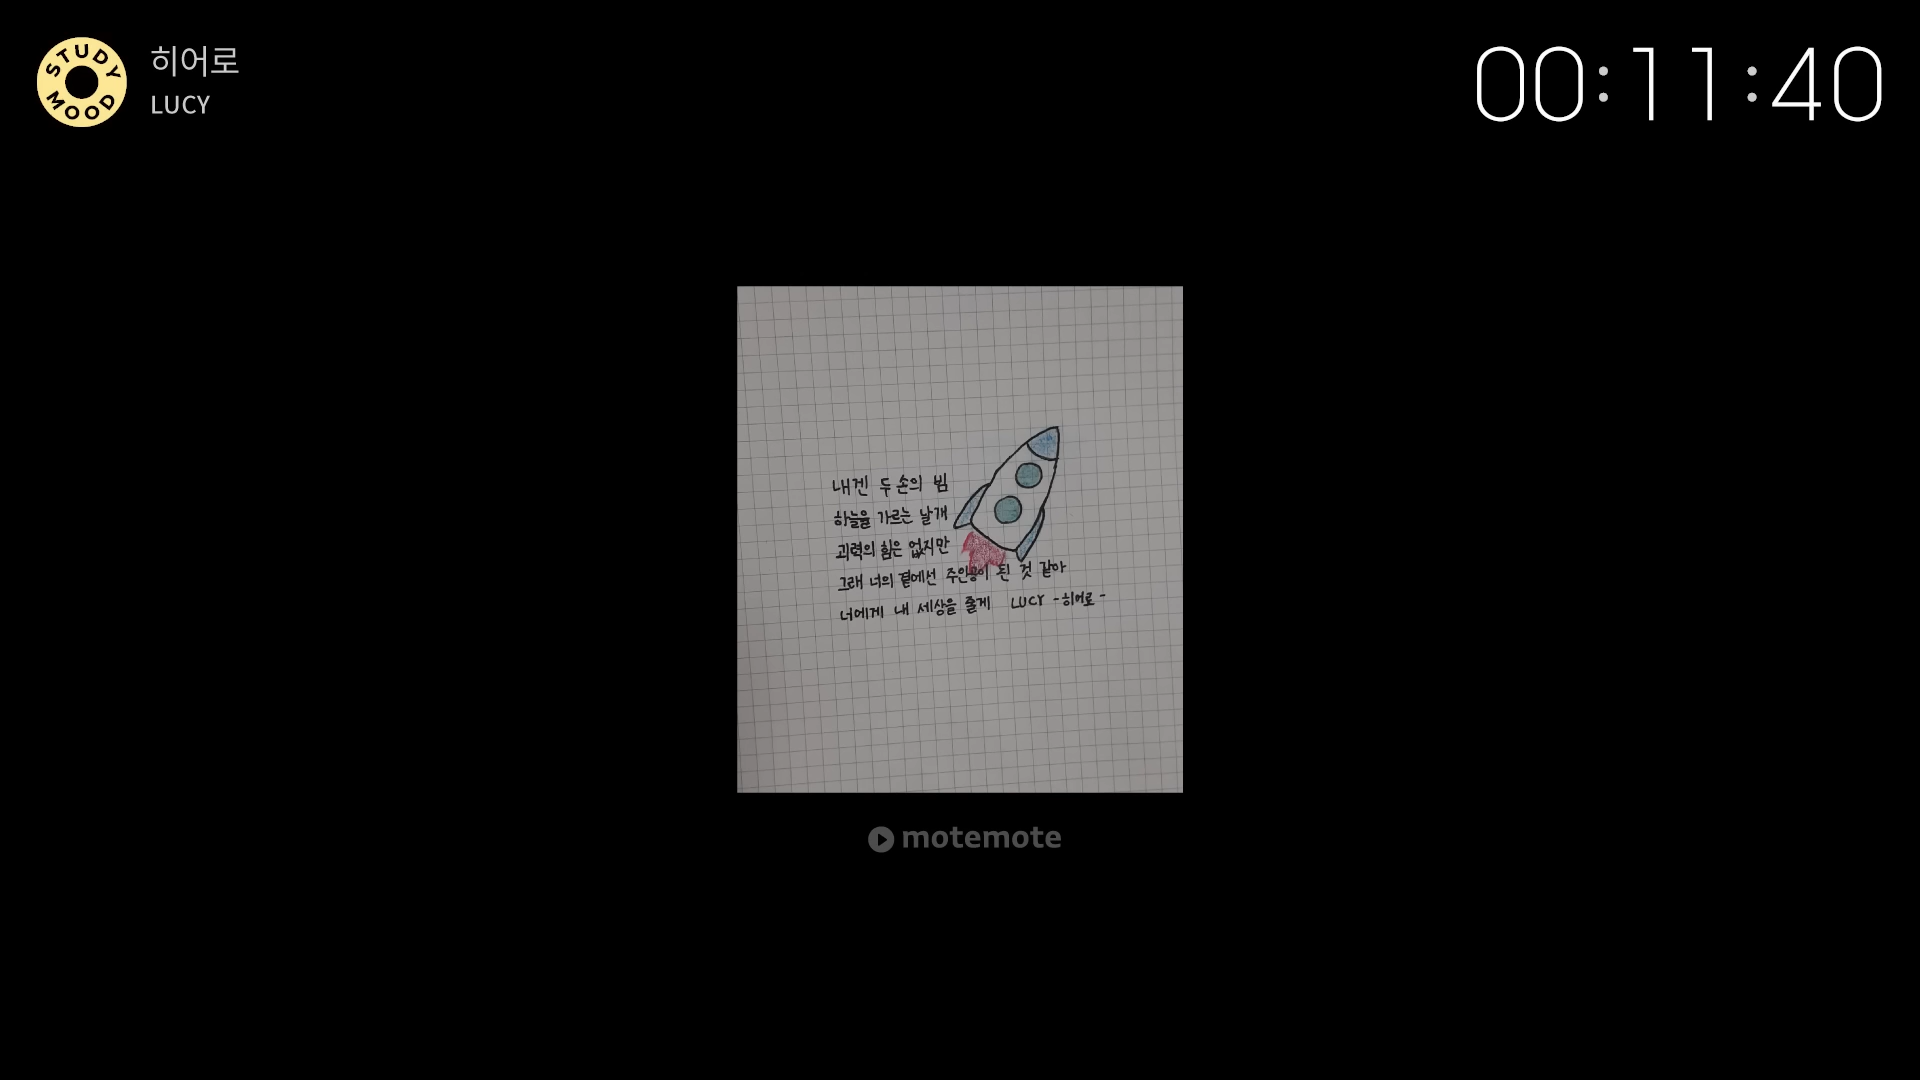 STUDY MOOD
히어로
LUCY
00:11:40
내겐 두 손의 빔
하늘을 가르는 날개
괴력의 힘은 없지만
그래 너의 곁에선 주인공이 된 것 같아
너에게 내 세상을 줄게 LUCY -히어로-
motemote